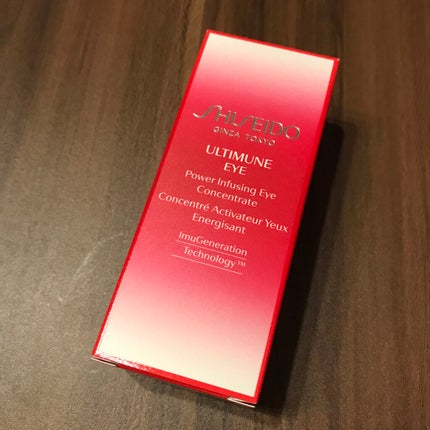 SHISEIDO
GINZA TOKYO
ULTIMUNE
EYE
Power Infusing Eye
Concentrate
Concentré Activateur Yeux
Energisant
ImuGeneration
Technology™